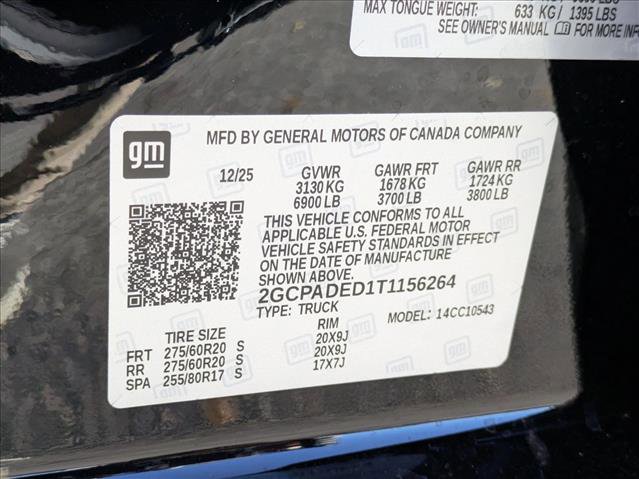 MAX TONGUE WEIGHT: 633 KG/ 1395 LBS
SEE OWNER'S MANUAL FOR MORE INFORM
gm
MFD BY GENERAL MOTORS OF CANADA COMPANY
12/25 GVWR GAWR FRT GAWR RR
3130 KG 1678 KG 1724 KG
6900 LB 3700 LB 3800 LB
THIS VEHICLE CONFORMS TO ALL
APPLICABLE U.S. FEDERAL MOTOR
VEHICLE SAFETY STANDARDS IN EFFECT
ON THE DATE OF MANUFACTURE
SHOWN ABOVE.
2GCPADED1T1156264
TYPE: TRUCK MODEL: 14CC10543
TIRE SIZE RIM
FRT 275/60R20 S 20X9J
RR 275/60R20 S 20X9J
SPA 255/80R17 S 17X7J